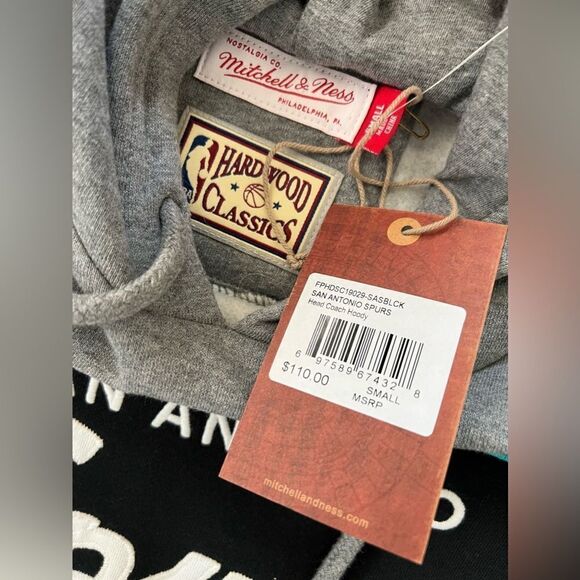 NOSTALGIA CO.
Mitchell & Ness
PHILADELPHIA, PA.
SMALL
HARDWOOD
CLASSICS
FPHDSC19029-SASBLCK
SAN ANTONIO SPURS
Head Coach Hoody
6 97589 67432 8
$110.00
SMALL
MSRP
mitchellandness.com
N AN
O